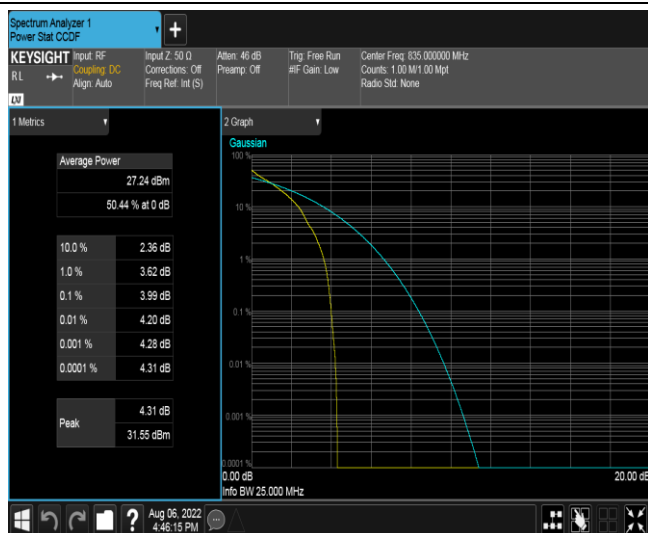 Spectrum Analyzer 1
Power Stat CCDF
+
KEYSIGHT Input: RF Input Z: 50 Ω Atten: 46 dB Trig: Free Run Center Freq: 835.000000 MHz
RL Coupling: DC Corrections: Off Preamp: Off #IF Gain: Low Counts: 1.00 M/1.00 Mpt
Align: Auto Freq Ref: Int (S) Radio Std: None
LXI
1 Metrics
Average Power
27.24 dBm
50.44 % at 0 dB
10.0 % 2.36 dB
1.0 % 3.62 dB
0.1 % 3.99 dB
0.01 % 4.20 dB
0.001 % 4.28 dB
0.0001 % 4.31 dB
Peak 4.31 dB
31.55 dBm
2 Graph
Gaussian
100 %
10 %
1 %
0.1 %
0.01 %
0.001 %
0.0001 %
0.00 dB 20.00 dB
Info BW 25.000 MHz
? Aug 06, 2022
4:46:15 PM